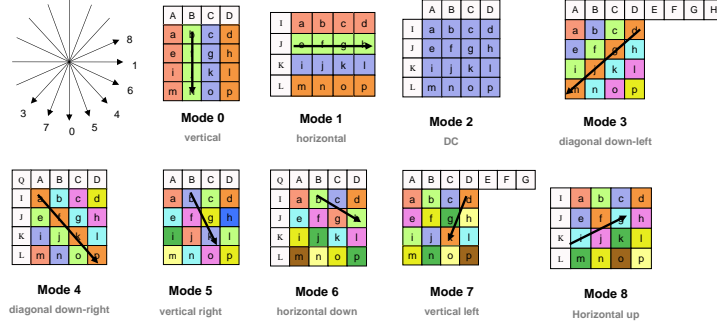 8
1
6
4
5
0
7
3
A B C D
a b c d
e g h
i k l
m o p
Mode 0
vertical
I a b c d
J e f g h
K i j k l
L m n o p
Mode 1
horizontal
A B C D
I a b c d
J e f g h
K i j k l
L m n o p
Mode 2
DC
A B C D E F G H
a b c d
e f g h
i j k l
m n o p
Mode 3
diagonal down-left
Q A B C D
I a b c d
J e f g h
K i j k l
L m n o p
Mode 4
diagonal down-right
A B C D
a b c d
e f g h
i j k l
m n o p
Mode 5
vertical right
Q A B C D
I a b c d
J e f g h
K i j k l
L m n o p
Mode 6
horizontal down
A B C D E F G
a b c d
e f g h
i j k l
m n o p
Mode 7
vertical left
I a b c d
J e f g h
K i j k l
L m n o p
Mode 8
Horizontal up